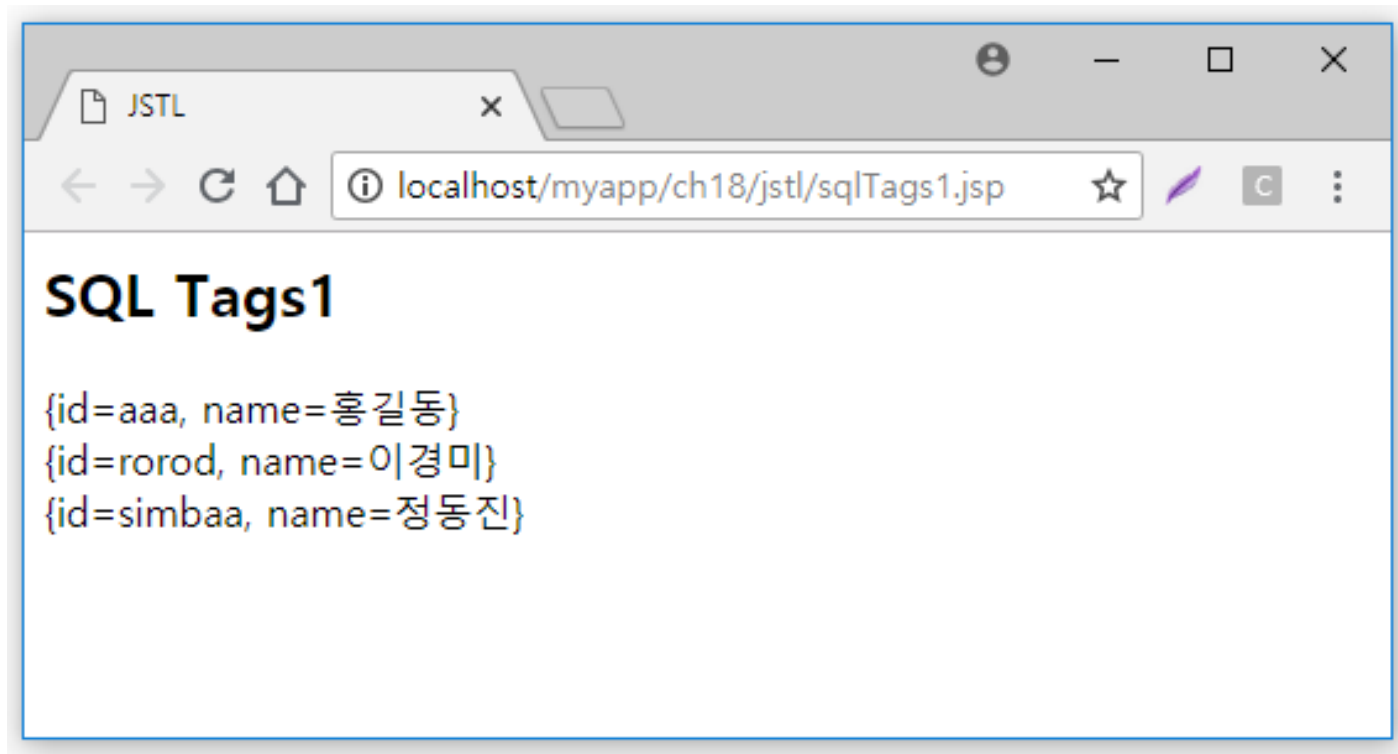 JSTL
localhost/myapp/ch18/jstl/sqlTags1.jsp
C
SQL Tags1
{id=aaa, name=홍길동}
{id=rorod, name=이경미}
{id=simbaa, name=정동진}